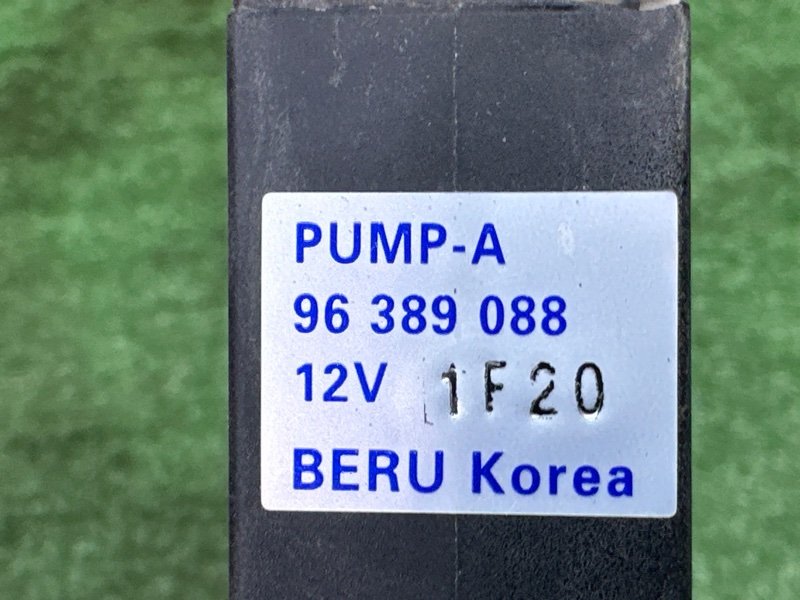 PUMP-A
96 389 088
12V 1F20
BERU Korea